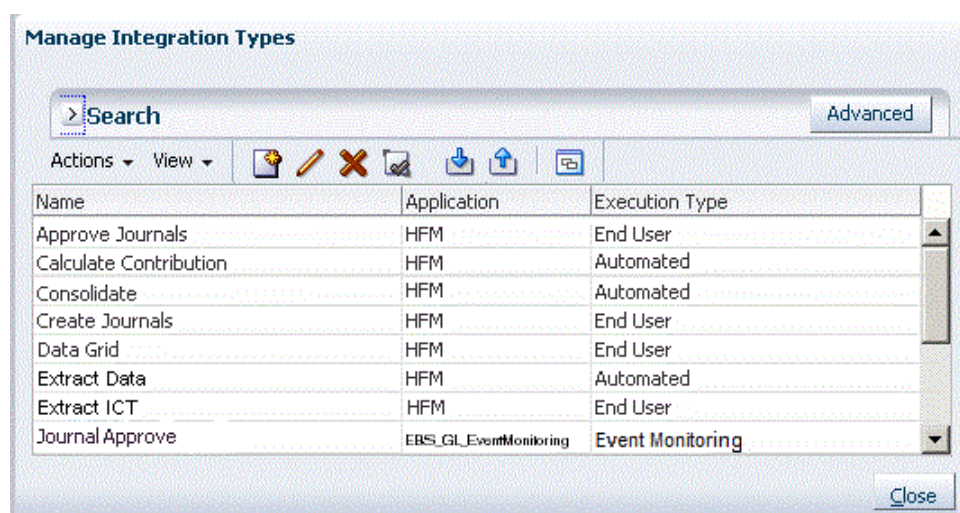 Manage Integration Types
Search Advanced
Actions View
Name Application Execution Type
Approve Journals HFM End User
Calculate Contribution HFM Automated
Consolidate HFM Automated
Create Journals HFM End User
Data Grid HFM End User
Extract Data HFM Automated
Extract ICT HFM End User
Journal Approve EBS_GL_EventMonitoring Event Monitoring
Close